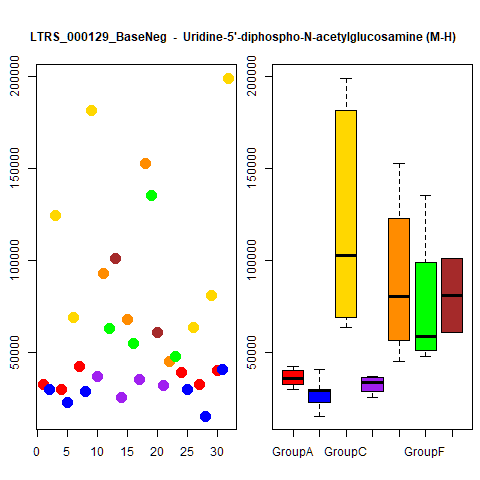 LTRS_000129_BaseNeg - Uridine-5'-diphospho-N-acetylglucosamine (M-H)
200000
150000
100000
50000
0 5 10 15 20 25 30
200000
150000
100000
50000
GroupA GroupC GroupF